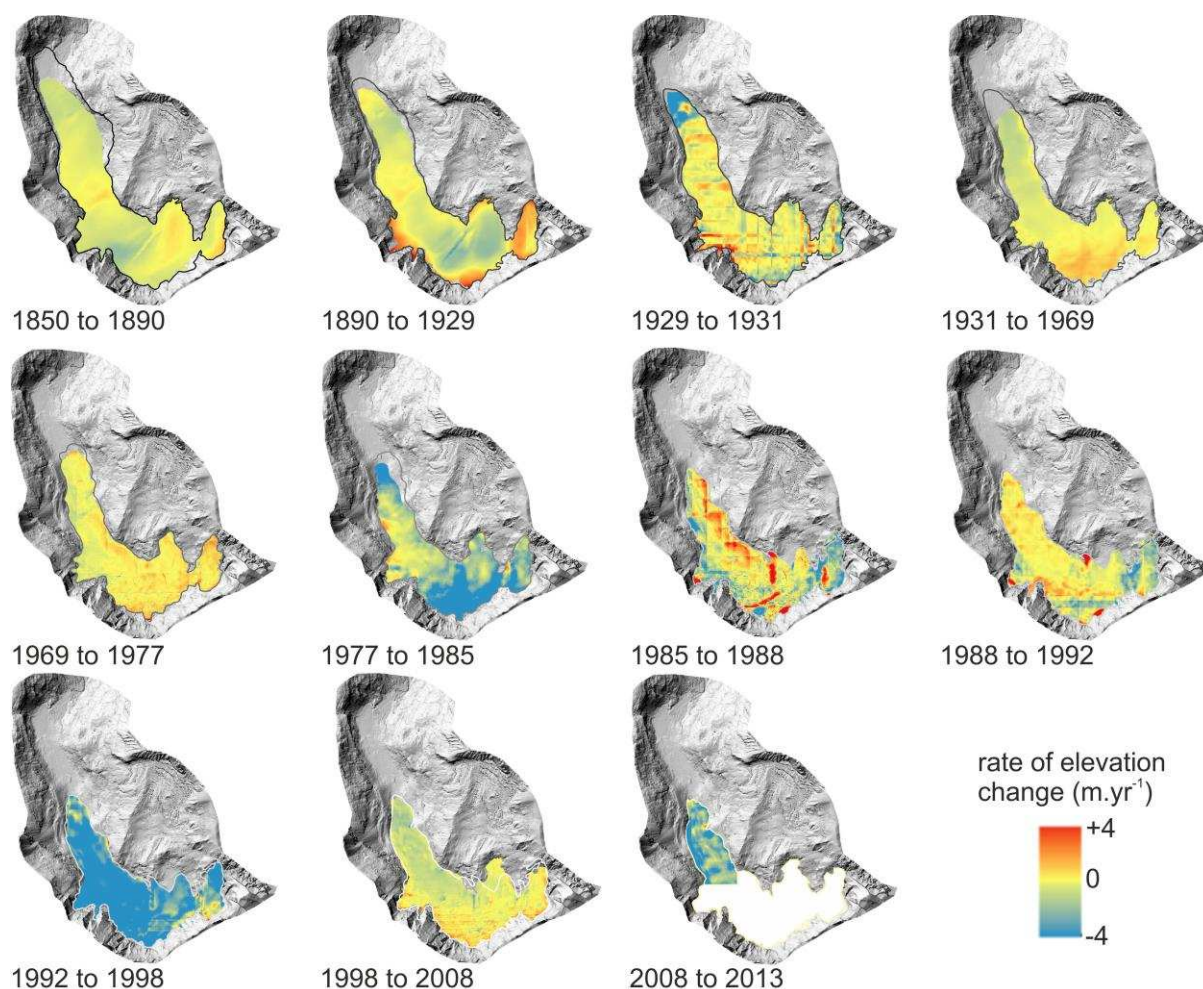 1850 to 1890
1890 to 1929
1929 to 1931
1931 to 1969
1969 to 1977
1977 to 1985
1985 to 1988
1988 to 1992
1992 to 1998
1998 to 2008
2008 to 2013
rate of elevation
change (m.yr⁻¹)
+4
0
-4